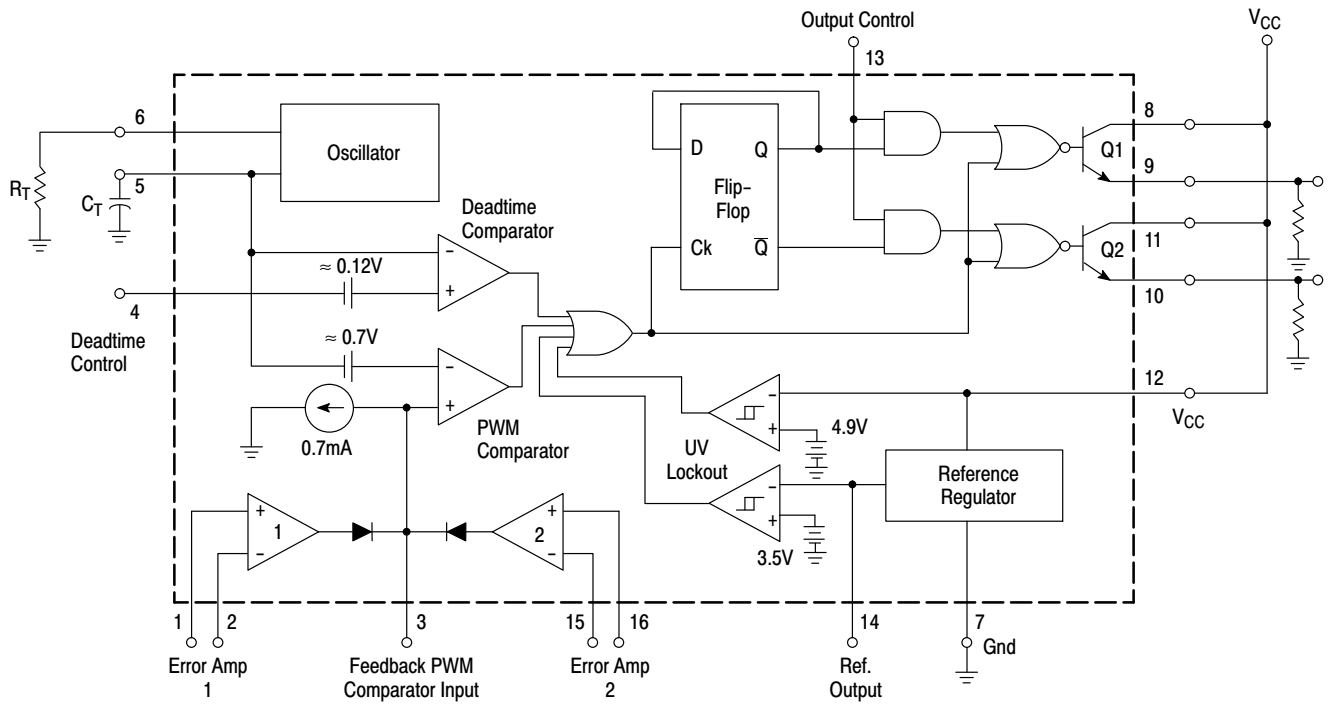 Output Control
13
V_CC
6
R_T
5
C_T
Oscillator
D
Q
Flip–
Flop
Ck
Q̅
8
Q1
9
11
Q2
10
Deadtime
Comparator
≈ 0.12V
–
+
4
Deadtime
Control
≈ 0.7V
–
+
PWM
Comparator
0.7mA
UV
Lockout
–
+
4.9V
–
+
3.5V
12
V_CC
Reference
Regulator
+
1
–
+
2
–
1
2
3
15
16
14
7
Gnd
Error Amp
1
Feedback PWM
Comparator Input
Error Amp
2
Ref.
Output